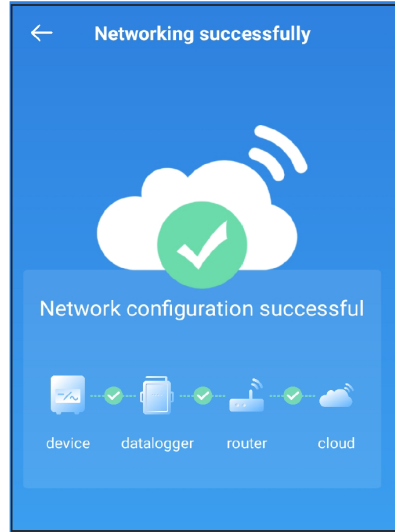 Networking successfully
Network configuration successful
device datalogger router cloud